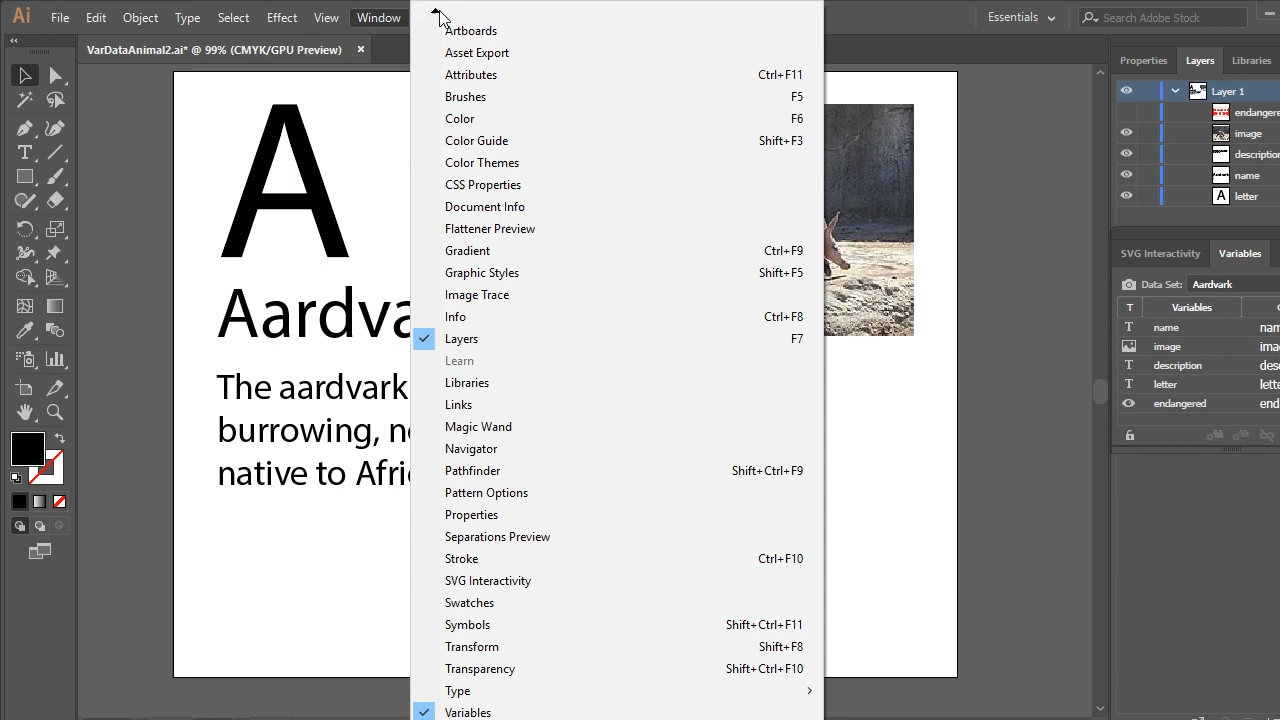 Ai File Edit Object Type Select Effect View Window Essentials Search Adobe Stock
VarDataAnimal2.ai* @ 99% (CMYK/GPU Preview) ×
A
Aardva
The aardvark
burrowing, n
native to Afri
Artboards
Asset Export
Attributes Ctrl+F11
Brushes F5
Color F6
Color Guide Shift+F3
Color Themes
CSS Properties
Document Info
Flattener Preview
Gradient Ctrl+F9
Graphic Styles Shift+F5
Image Trace
Info Ctrl+F8
Layers F7
Learn
Libraries
Links
Magic Wand
Navigator
Pathfinder Shift+Ctrl+F9
Pattern Options
Properties
Separations Preview
Stroke Ctrl+F10
SVG Interactivity
Swatches
Symbols Shift+Ctrl+F11
Transform Shift+F8
Transparency Shift+Ctrl+F10
Type
Variables
Properties Layers Libraries
Layer 1
endangere
image
description
name
A letter
SVG Interactivity Variables
Data Set: Aardvark
T Variables
T name nam
image ima
T description desc
T letter lette
endangered end